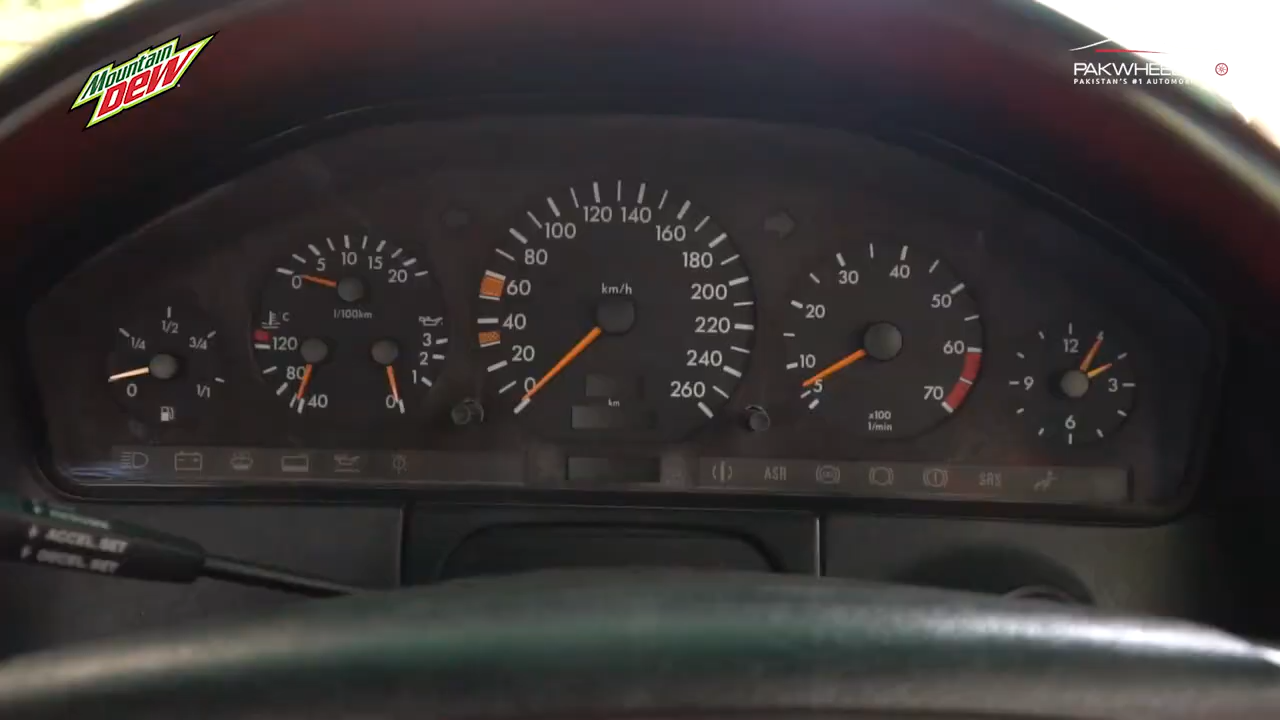 Mountain
DEW
PAKWHEE
PAKISTAN'S #1 AUTOMO
0 1/4 1/2 3/4 1/1
0 5 10 15 20
l/100km
°C
120
80
40
3
2
1
0
0 20 40 60 80 100 120 140 160 180 200 220 240 260
km/h
km
5 10 20 30 40 50 60 70
x100
1/min
12
3
6
9
ASR
SRS
ACCEL.SET
DECEL.SET